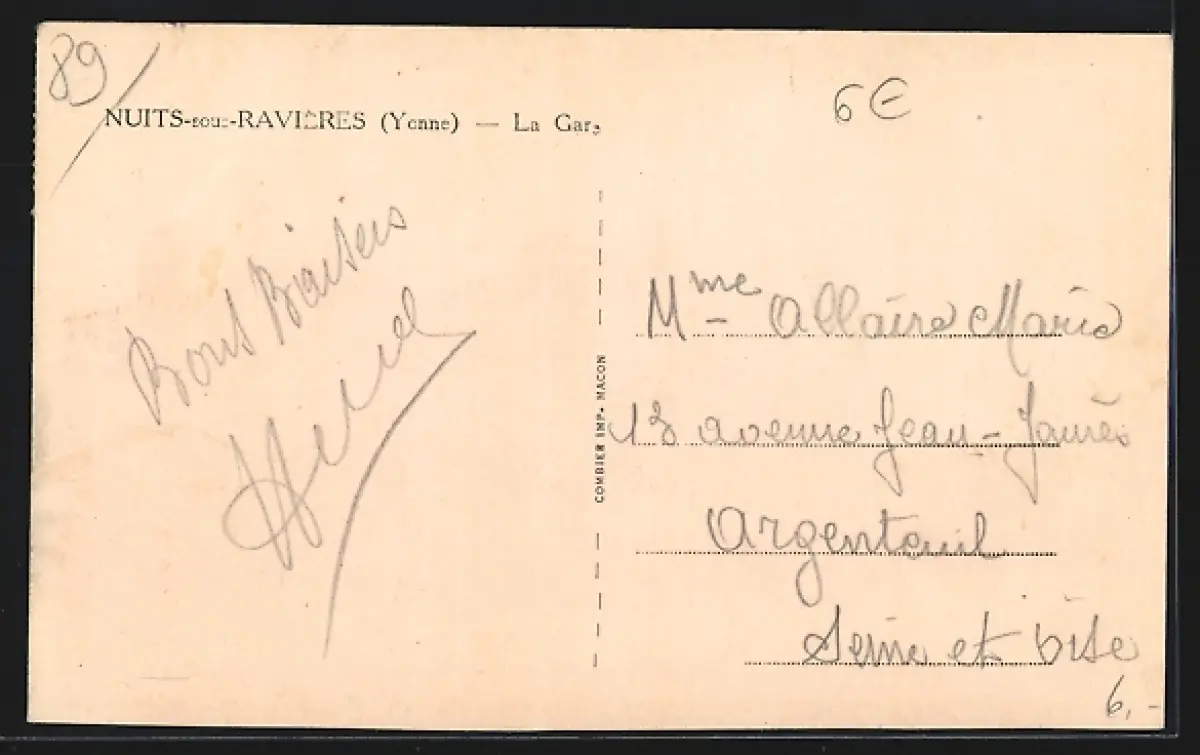 89
6€
NUITS-sous-RAVIÈRES (Yonne) — La Gare
Bons Baisers
COMBIER IMP. MACON
Mme Allaire Marie
13 avenue Jean-Jaurès
Argenteuil
Seine et Oise
6,-